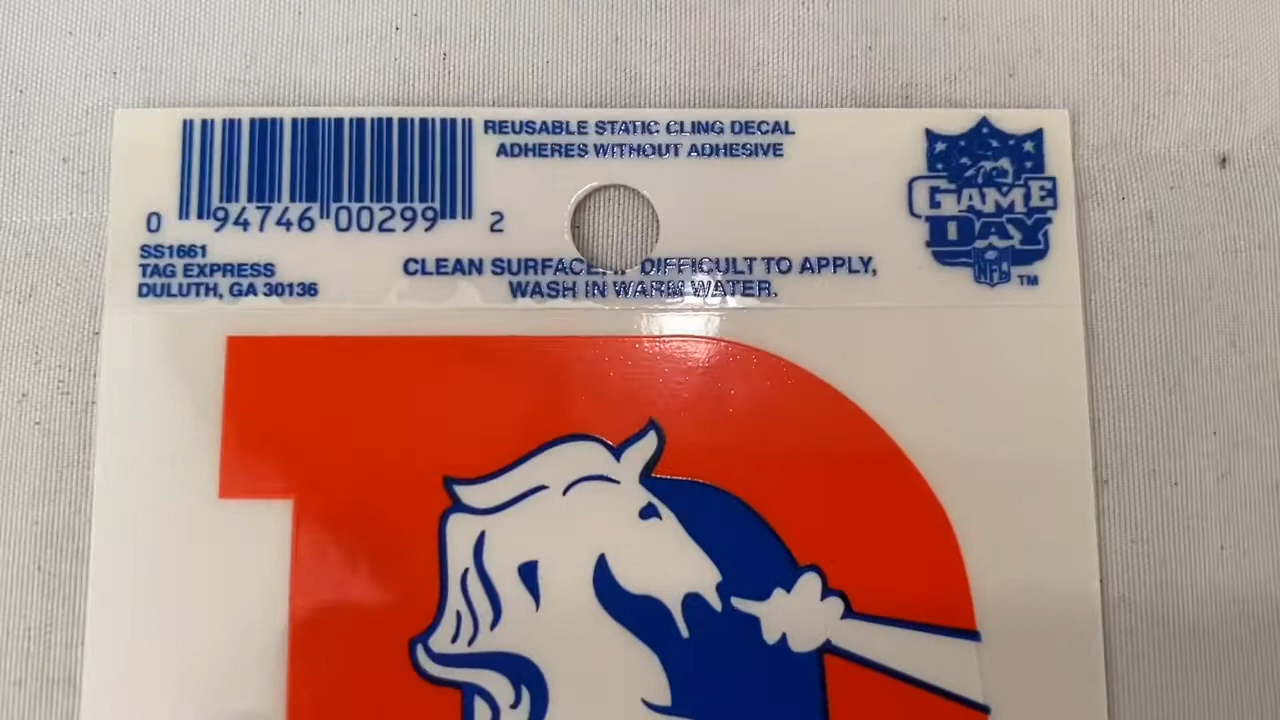 REUSABLE STATIC CLING DECAL
ADHERES WITHOUT ADHESIVE
0 94746 00299 2
SS1661
TAG EXPRESS
DULUTH, GA 30136
CLEAN SURFACE. IF DIFFICULT TO APPLY,
WASH IN WARM WATER.
GAME
DAY
NFL
TM